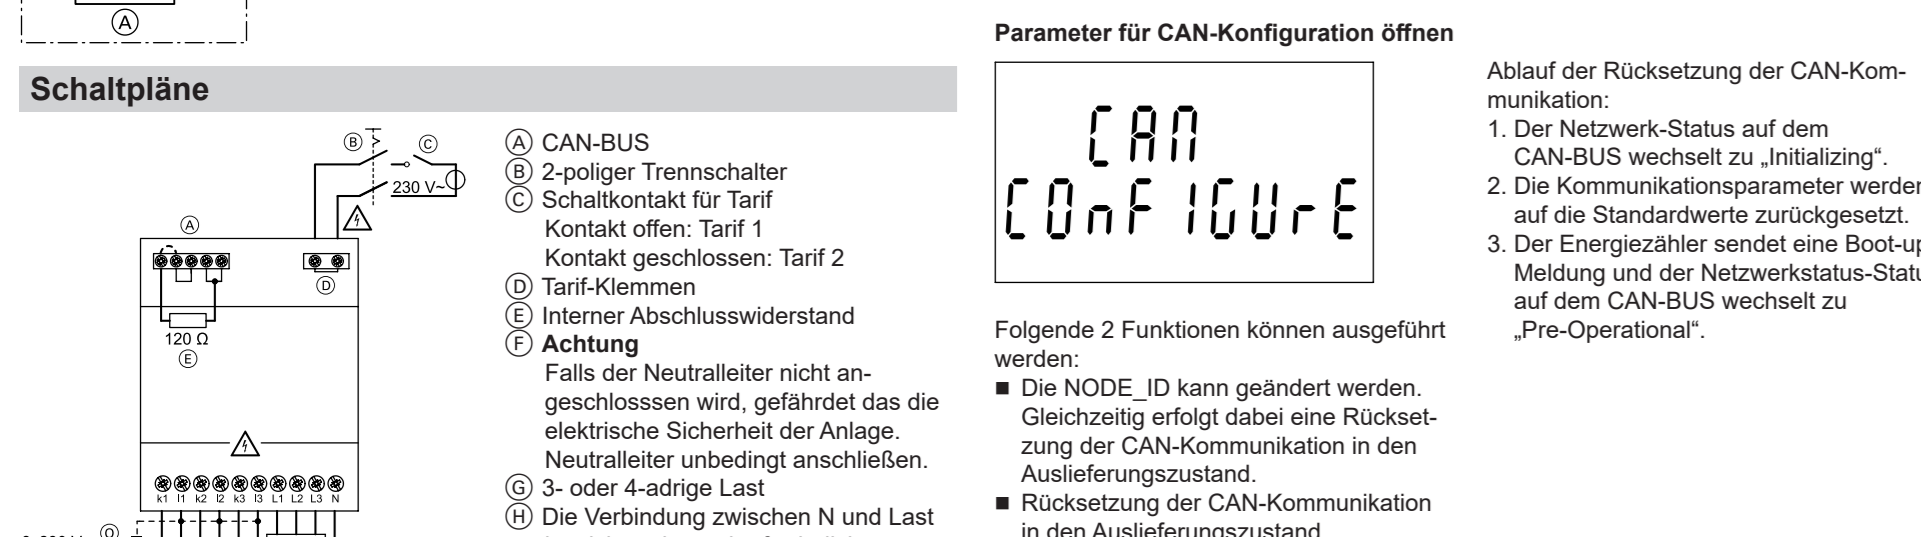 A
Schaltpläne
B
C
230 V~
A
D
120 Ω
E
k1 l1 k2 l2 k3 l3 L1 L2 L3 N
O
A CAN-BUS
B 2-poliger Trennschalter
C Schaltkontakt für Tarif
Kontakt offen: Tarif 1
Kontakt geschlossen: Tarif 2
D Tarif-Klemmen
E Interner Abschlusswiderstand
F Achtung
Falls der Neutralleiter nicht an-
geschlosssen wird, gefährdet das die
elektrische Sicherheit der Anlage.
Neutralleiter unbedingt anschließen.
G 3- oder 4-adrige Last
H Die Verbindung zwischen N und Last
Parameter für CAN-Konfiguration öffnen
CAN
CONFIGURE
Folgende 2 Funktionen können ausgeführt
werden:
■ Die NODE_ID kann geändert werden.
Gleichzeitig erfolgt dabei eine Rückset-
zung der CAN-Kommunikation in den
Auslieferungszustand.
■ Rücksetzung der CAN-Kommunikation
in den Auslieferungszustand
Ablauf der Rücksetzung der CAN-Kom-
munikation:
1. Der Netzwerk-Status auf dem
CAN-BUS wechselt zu „Initializing“.
2. Die Kommunikationsparameter werden
auf die Standardwerte zurückgesetzt.
3. Der Energiezähler sendet eine Boot-up
Meldung und der Netzwerkstatus-Statu
auf dem CAN-BUS wechselt zu
„Pre-Operational“.